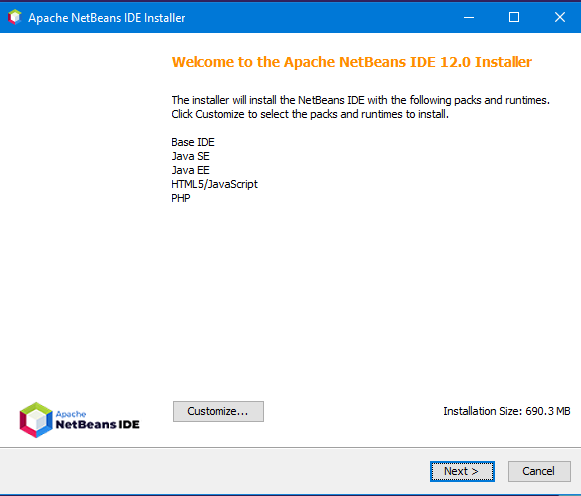 Apache NetBeans IDE Installer
Welcome to the Apache NetBeans IDE 12.0 Installer
The installer will install the NetBeans IDE with the following packs and runtimes.
Click Customize to select the packs and runtimes to install.
Base IDE
Java SE
Java EE
HTML5/JavaScript
PHP
Apache
NetBeans IDE
Customize...
Installation Size: 690.3 MB
Next >
Cancel